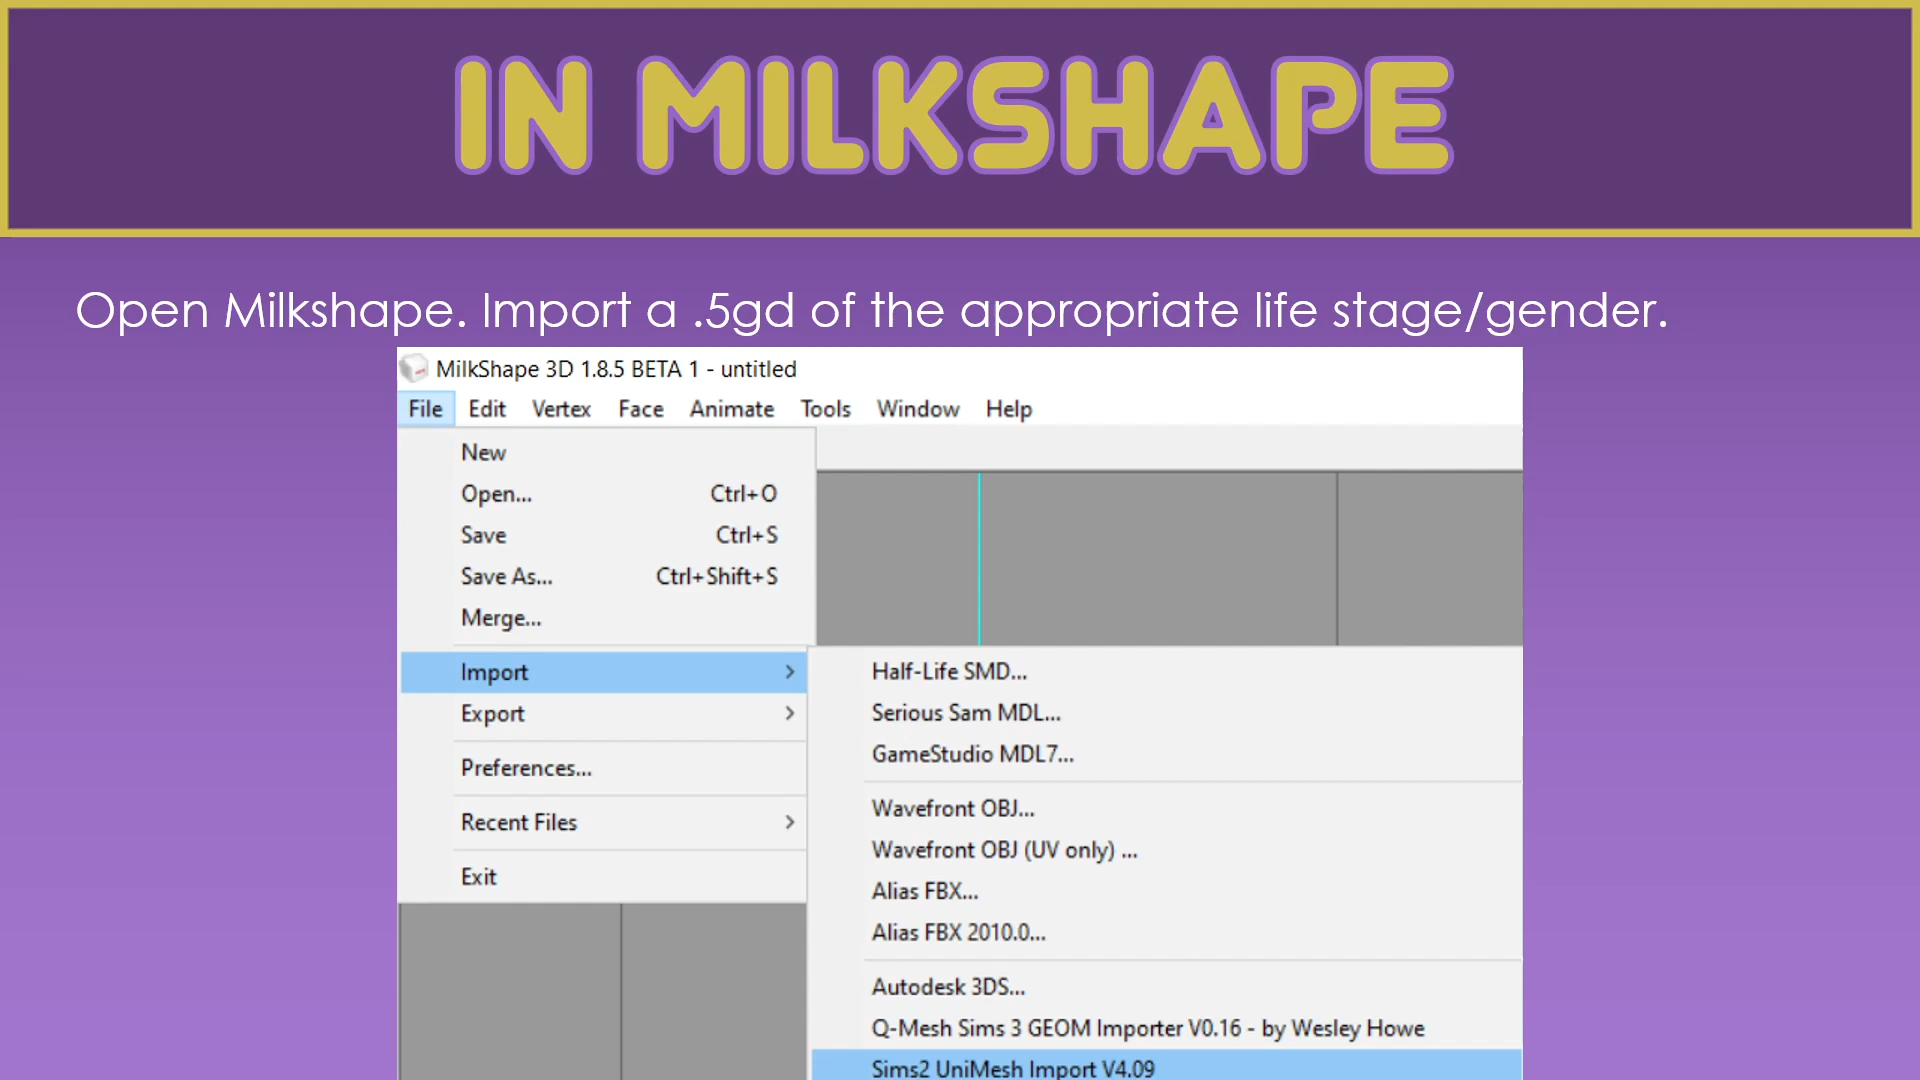 IN MILKSHAPE
Open Milkshape. Import a .5gd of the appropriate life stage/gender.
MilkShape 3D 1.8.5 BETA 1 - untitled
File Edit Vertex Face Animate Tools Window Help
New
Open... Ctrl+O
Save Ctrl+S
Save As... Ctrl+Shift+S
Merge...
Import
Export
Preferences...
Recent Files
Exit
Half-Life SMD...
Serious Sam MDL...
GameStudio MDL7...
Wavefront OBJ...
Wavefront OBJ (UV only) ...
Alias FBX...
Alias FBX 2010.0...
Autodesk 3DS...
Q-Mesh Sims 3 GEOM Importer V0.16 - by Wesley Howe
Sims2 UniMesh Import V4.09